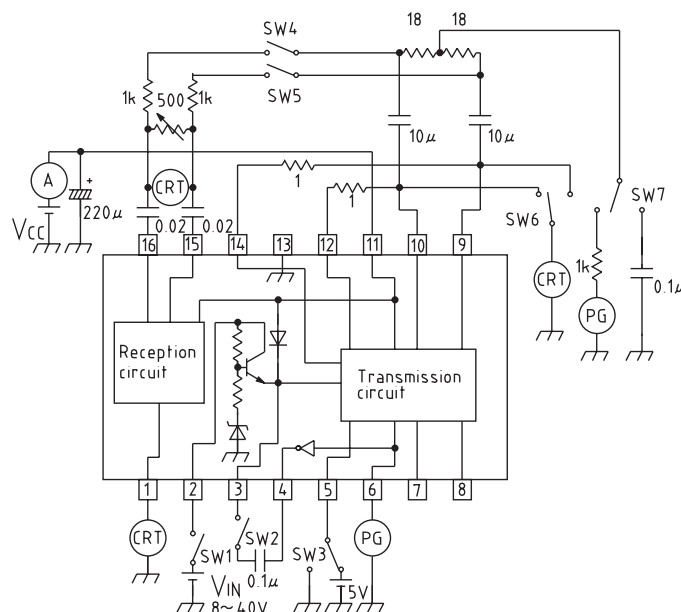 18 18
SW4
SW5
1k 500 1k
10μ 10μ
A
+
CRT
220μ
1
1
SW6
SW7
VCC
0.02 0.02
16 15 14 13 12 11 10 9
CRT
1k
0.1μ
PG
Reception
circuit
Transmission
circuit
1 2 3 4 5 6 7 8
CRT
SW1
SW2
SW3
PG
0.1μ
VIN
5V
8~40V